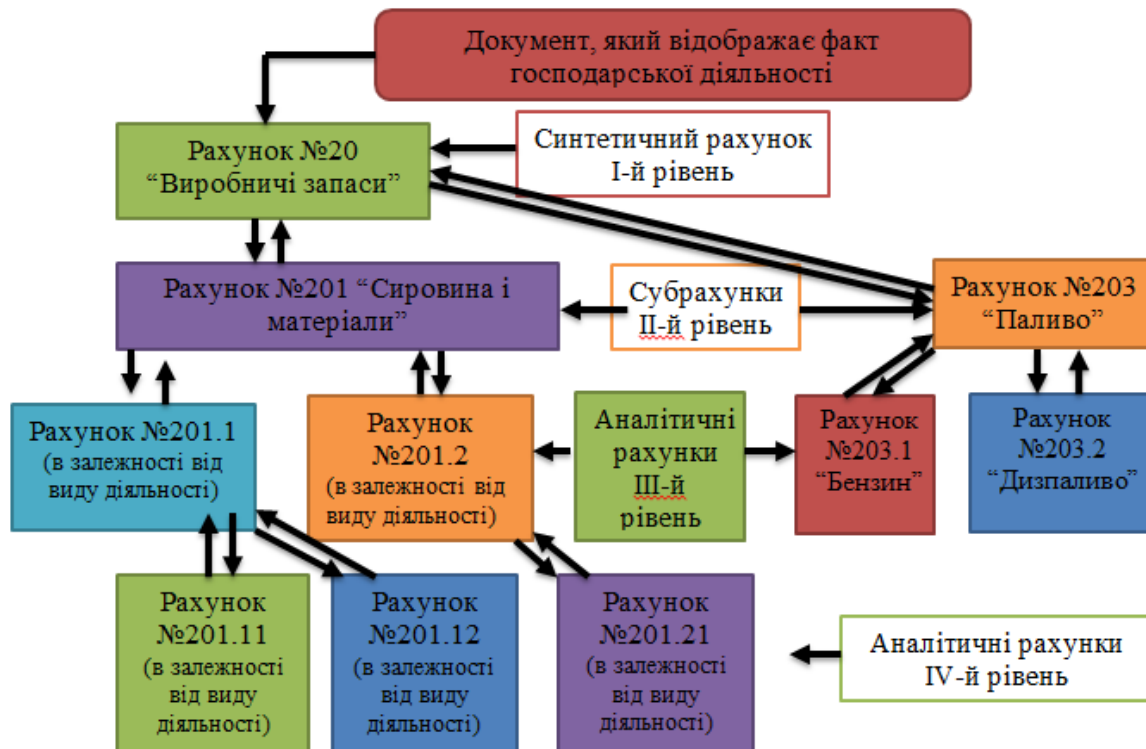 Документ, який відображає факт
господарської діяльності
Рахунок №20
“Виробничі запаси”
Синтетичний рахунок
І-й рівень
Рахунок №201 “Сировина і
матеріали”
Субрахунки
ІІ-й рівень
Рахунок №203
“Паливо”
Рахунок №201.1
(в залежності від
виду діяльності)
Рахунок
№201.2
(в залежності від
виду діяльності)
Аналітичні
рахунки
ІІІ-й
рівень
Рахунок
№203.1
“Бензин”
Рахунок
№203.2
“Дизпаливо”
Рахунок
№201.11
(в залежності
від виду
діяльності)
Рахунок
№201.12
(в залежності
від виду
діяльності)
Рахунок
№201.21
(в залежності
від виду
діяльності)
Аналітичні рахунки
IV-й рівень